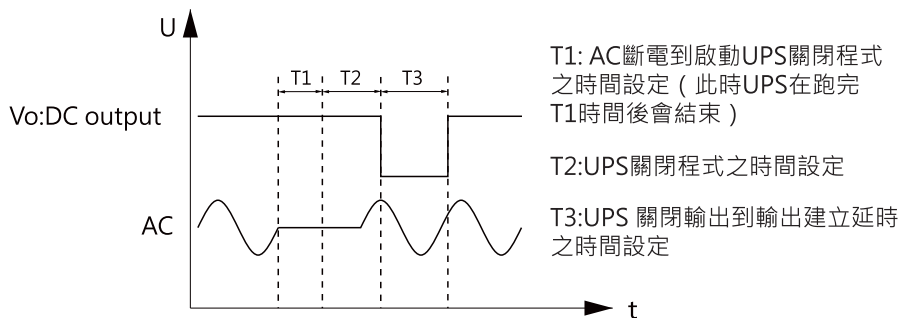 U
T1 T2 T3
Vo:DC output
AC
t
T1: AC斷電到啟動UPS關閉程式
之時間設定 ( 此時UPS在跑完
T1時間後會結束 )
T2:UPS關閉程式之時間設定
T3:UPS 關閉輸出到輸出建立延時
之時間設定